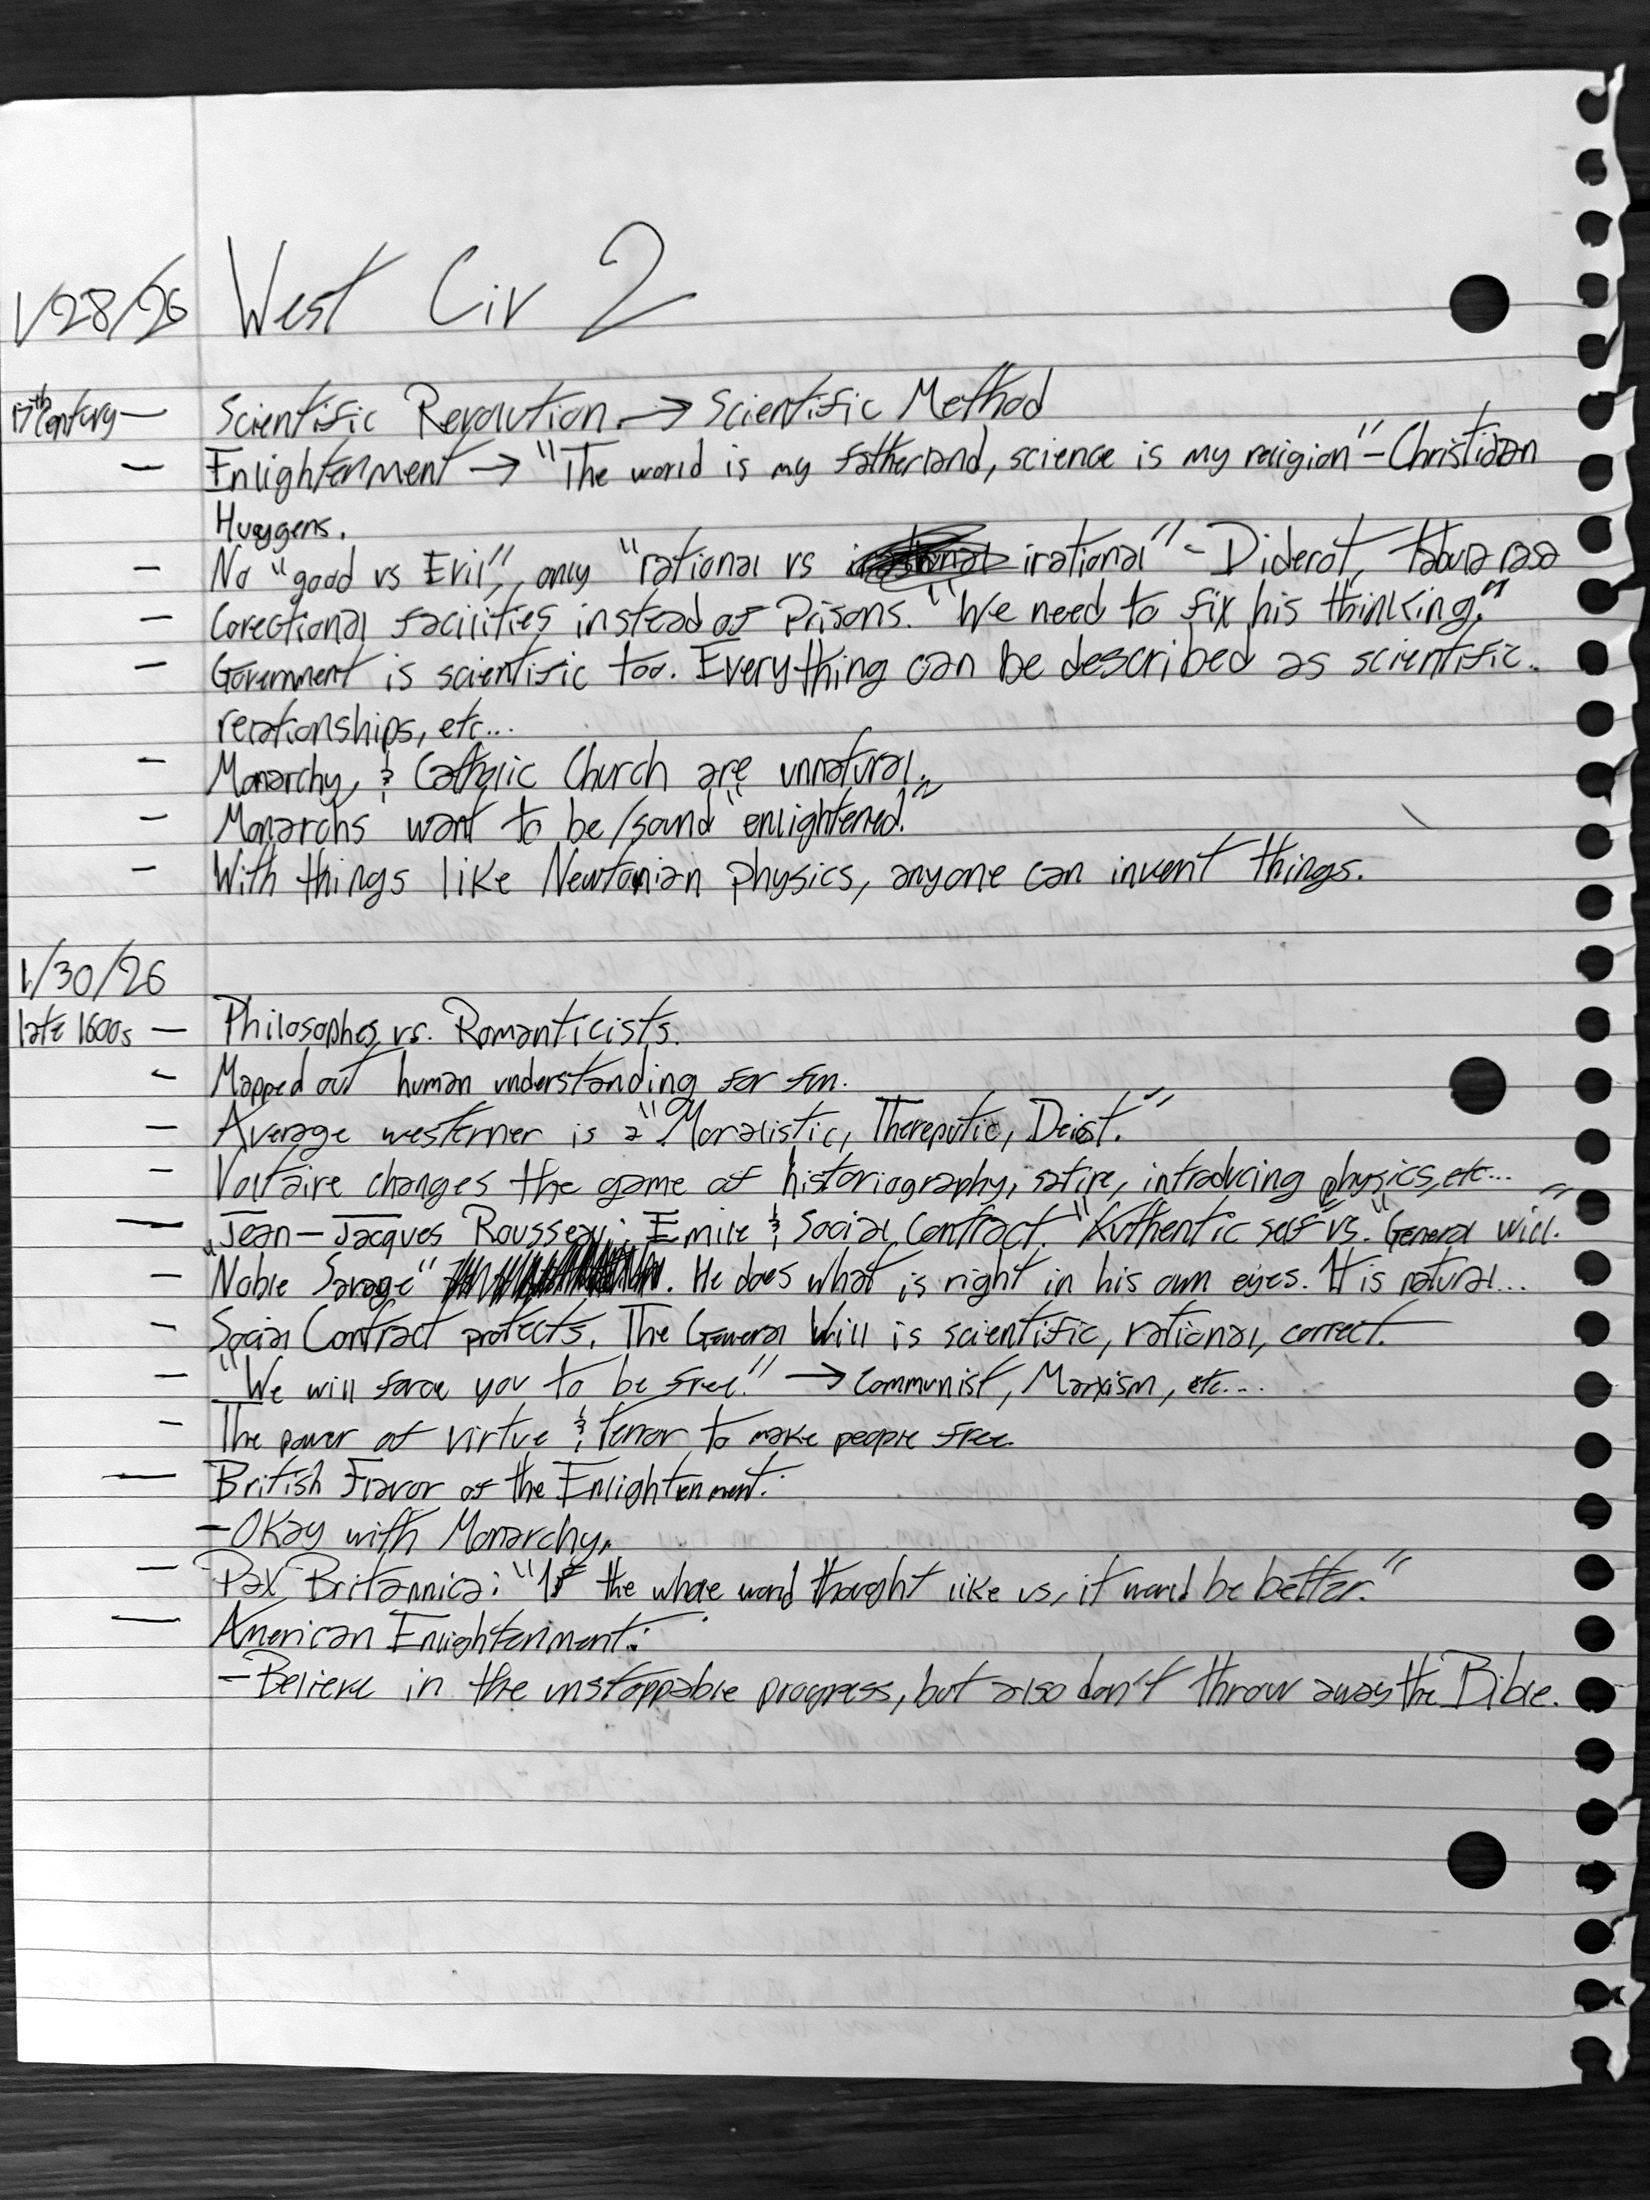 1/28/26 West Civ 2
17th Century — Scientific Revolution → Scientific Method
— Enlightenment → "The world is my fatherland, science is my religion" - Christiaan
Huygens.
- No "good vs Evil", only "rational vs irational" - Diderot, tabula rasa
- Corectional facilities instead of Prisons. "We need to fix his thinking."
- Government is scientific too. Everything can be described as scientific.
relationships, etc...
- Monarchy, & Catholic Church are unnatural.
- Monarchs want to be/sound "enlightened."
- With things like Newtonian physics, anyone can invent things.
1/30/26
late 1600s — Philosophes vs. Romanticists.
- Mapped out human understanding for fun.
- Average westerner is a "Moralistic, Thereputic, Deist."
- Voltaire changes the game of historiography, satire, introducing physics, etc...
— Jean-Jacques Rousseau: Emile & Social Contract. "Authentic self" vs. "General will."
- "Noble Savage" . He does what is right in his own eyes. It is natural...
- Social Contract protects. The General Will is scientific, rational, correct.
- "We will force you to be free." → Communist, Marxism, etc...
- The power of virtue & terror to make people free.
— British Flavor of the Enlightenment:
- Okay with Monarchy.
- Pax Britannica: "If the whole world thought like us, it would be better."
— American Enlightenment:
- Believe in the unstoppable progress, but also don't throw away the Bible.